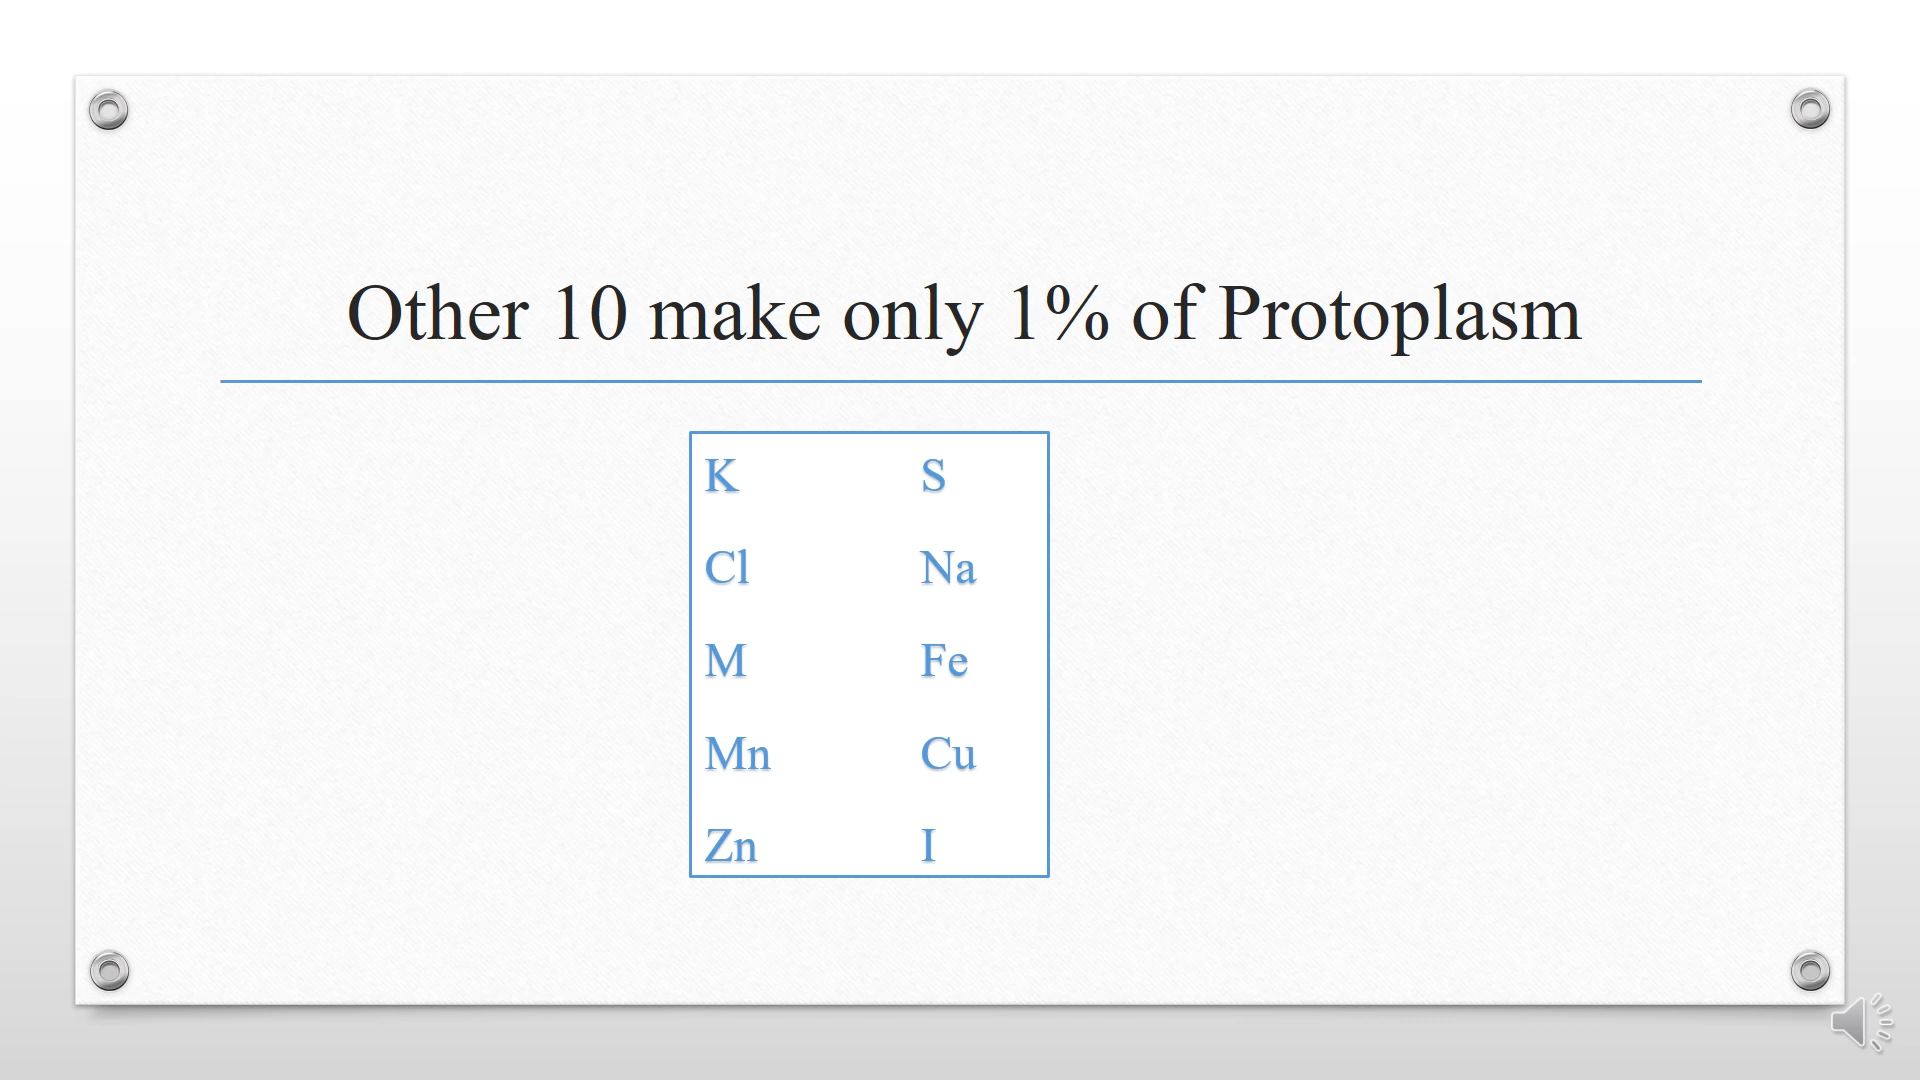 Other 10 make only 1% of Protoplasm
K S
Cl Na
M Fe
Mn Cu
Zn I